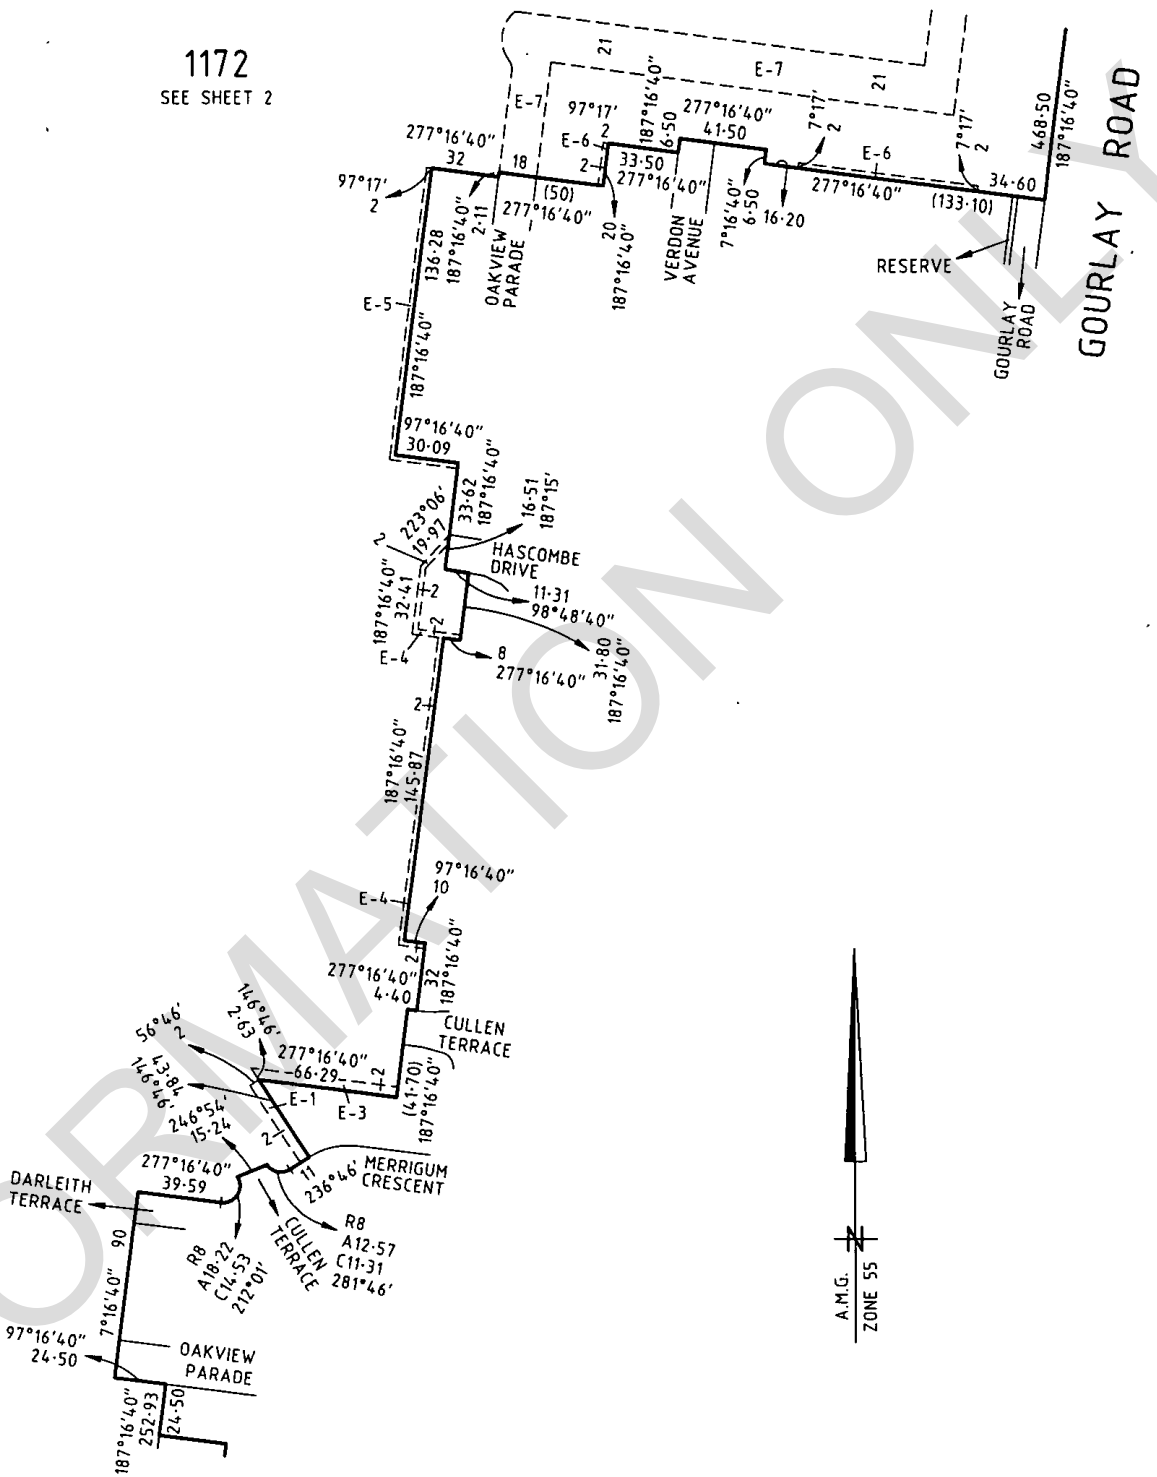 1172
SEE SHEET 2
21
E-7
21
E-7
468·50
187°16'40"
GOURLAY ROAD
97°17'
2
E-6
2
187°16'40"
6·50
277°16'40"
41·50
7°17'
2
E-6
7°17'
2
277°16'40"
32
18
(50)
277°16'40"
33·50
277°16'40"
277°16'40"
(133·10)
34·60
97°17'
2
187°16'40"
2·11
OAKVIEW
PARADE
20
187°16'40"
VERDON
AVENUE
7°16'40"
6·50
16·20
RESERVE
GOURLAY
ROAD
136·28
187°16'40"
E-5
97°16'40"
30·09
33·62
187°16'40"
16·51
187°15'
223°06'
19·97
2
HASCOMBE
DRIVE
187°16'40"
32·41
2
2
E-4
11·31
98°48'40"
8
277°16'40"
31·80
187°16'40"
2
187°16'40"
145·87
E-4
97°16'40"
10
2
277°16'40"
4·40
32
187°16'40"
CULLEN
TERRACE
146°46'
2·63
56°46'
2
277°16'40"
66·29
2
(41·70)
187°16'40"
43·84
146°46'
E-1
E-3
2
246°54'
15·24
11
236°46'
MERRIGUM
CRESCENT
277°16'40"
39·59
DARLEITH
TERRACE
R8
A18·22
C14·53
212°01'
CULLEN
TERRACE
R8
A12·57
C11·31
281°46'
90
7°16'40"
97°16'40"
24·50
OAKVIEW
PARADE
187°16'40"
252·93
24·50
A.M.G.
ZONE 55
N
ORMATION ONLY